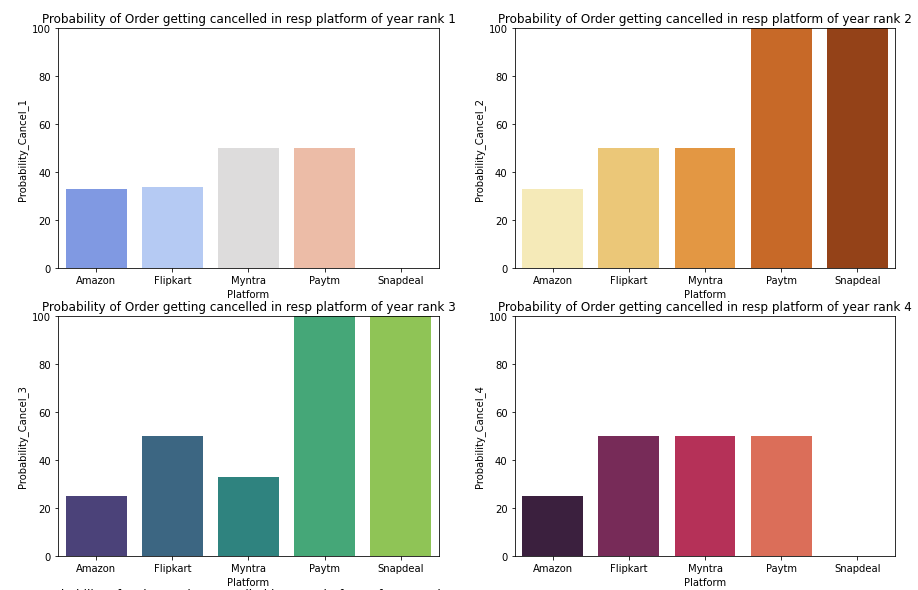 Probability of Order getting cancelled in resp platform of year rank 1
100
80
60
40
20
0
Probability_Cancel_1
Amazon Flipkart Myntra Paytm Snapdeal
Platform
Probability of Order getting cancelled in resp platform of year rank 2
100
80
60
40
20
0
Probability_Cancel_2
Amazon Flipkart Myntra Paytm Snapdeal
Platform
Probability of Order getting cancelled in resp platform of year rank 3
100
80
60
40
20
0
Probability_Cancel_3
Amazon Flipkart Myntra Paytm Snapdeal
Platform
Probability of Order getting cancelled in resp platform of year rank 4
100
80
60
40
20
0
Probability_Cancel_4
Amazon Flipkart Myntra Paytm Snapdeal
Platform